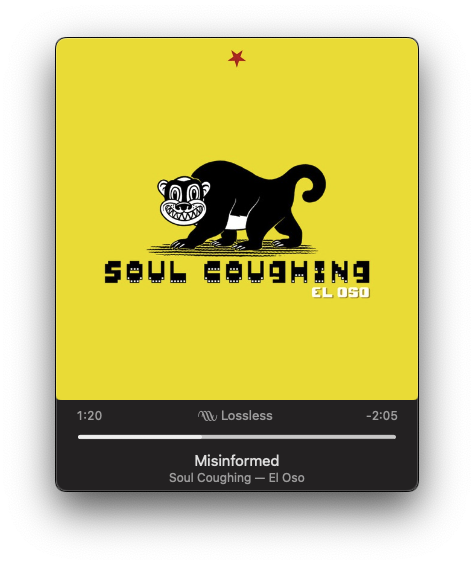 SOUL COUGHING
EL OSO
1:20 Lossless -2:05
Misinformed
Soul Coughing — El Oso